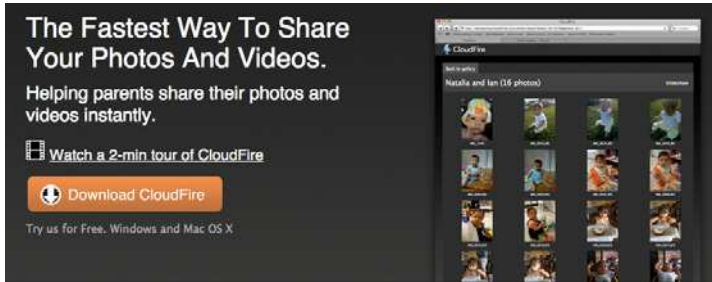 The Fastest Way To Share
Your Photos And Videos.
Helping parents share their photos and
videos instantly.
Watch a 2-min tour of CloudFire
Download CloudFire
Try us for Free. Windows and Mac OS X
CloudFire
Natalia and Ian (16 photos)
Slideshow